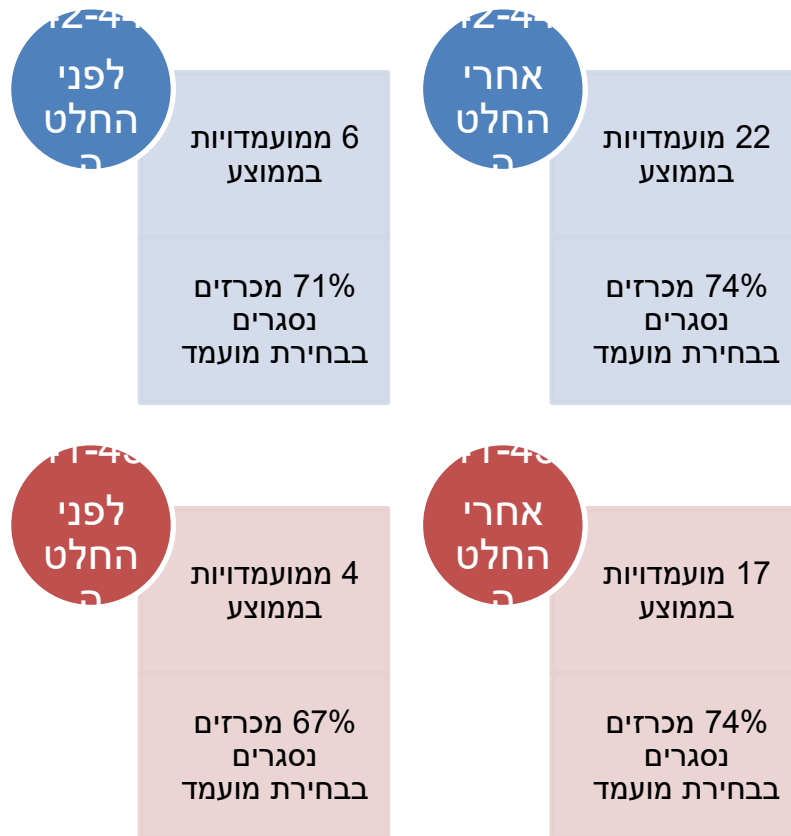 לפני
החלט
ה
6 ממועמדויות
בממוצע
71% מכרזים
נסגרים
בבחירת מועמד
אחרי
החלט
ה
22 מועמדויות
בממוצע
74% מכרזים
נסגרים
בבחירת מועמד
לפני
החלט
ה
4 ממועמדויות
בממוצע
67% מכרזים
נסגרים
בבחירת מועמד
אחרי
החלט
ה
17 מועמדויות
בממוצע
74% מכרזים
נסגרים
בבחירת מועמד